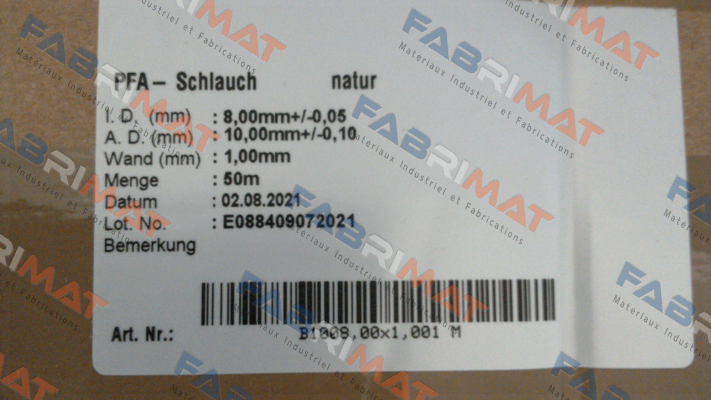 PFA – Schlauch natur
I. D. (mm) : 8,00mm+/-0,05
A. D. (mm) : 10,00mm+/-0,10
Wand (mm) : 1,00mm
Menge : 50m
Datum : 02.08.2021
Lot. No. : E088409072021
Bemerkung
Art. Nr.: B1008,00x1,001 M
FABRIMAT
Matériaux Industriel et Fabrications